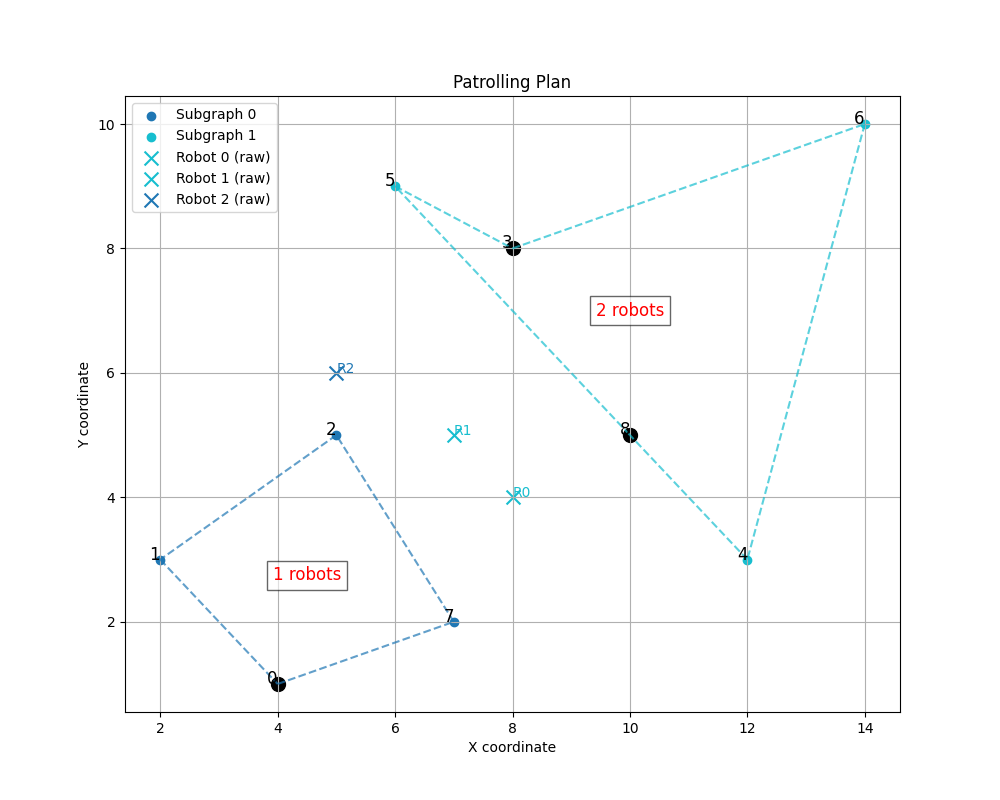 Patrolling Plan
Subgraph 0
Subgraph 1
Robot 0 (raw)
Robot 1 (raw)
Robot 2 (raw)
6
5
3
2 robots
R2
2
R1
8
R0
1
4
1 robots
7
0
10
8
6
4
2
Y coordinate
2 4 6 8 10 12 14
X coordinate